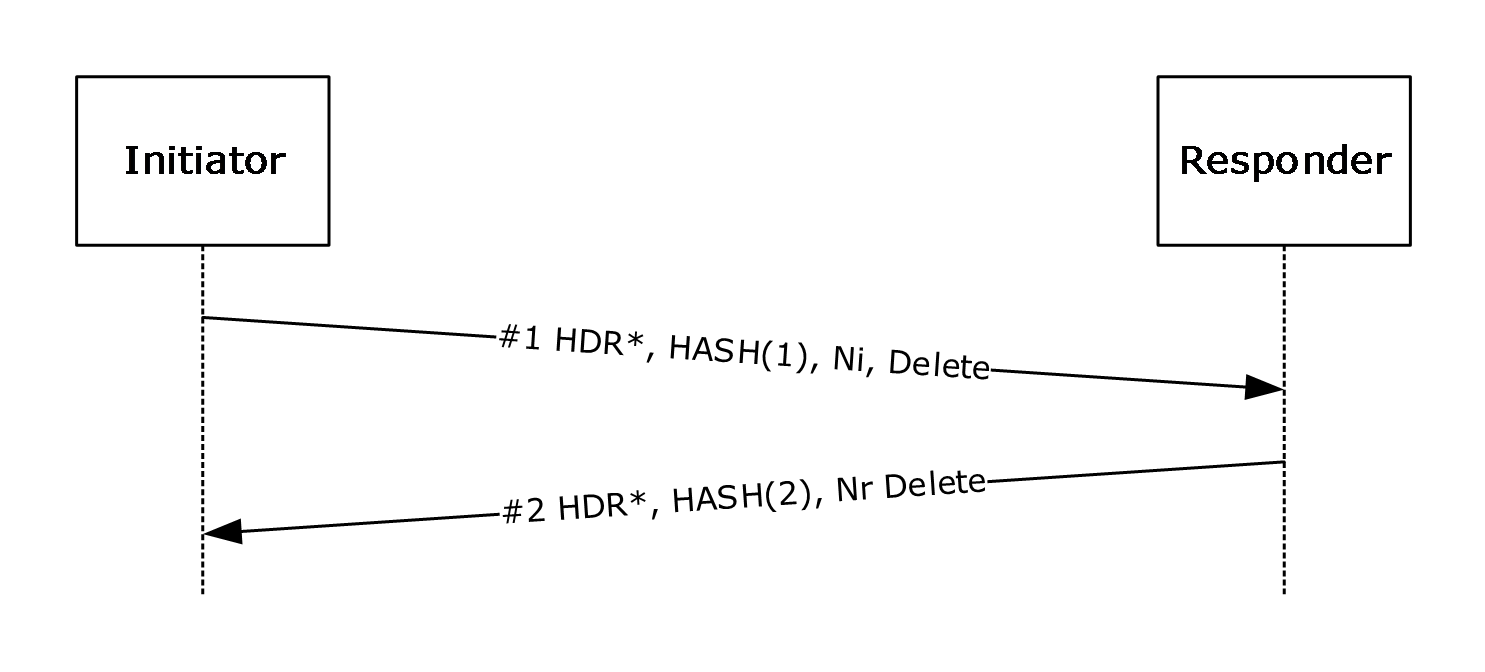 Initiator
Responder
#1 HDR*, HASH(1), Ni, Delete
#2 HDR*, HASH(2), Nr Delete